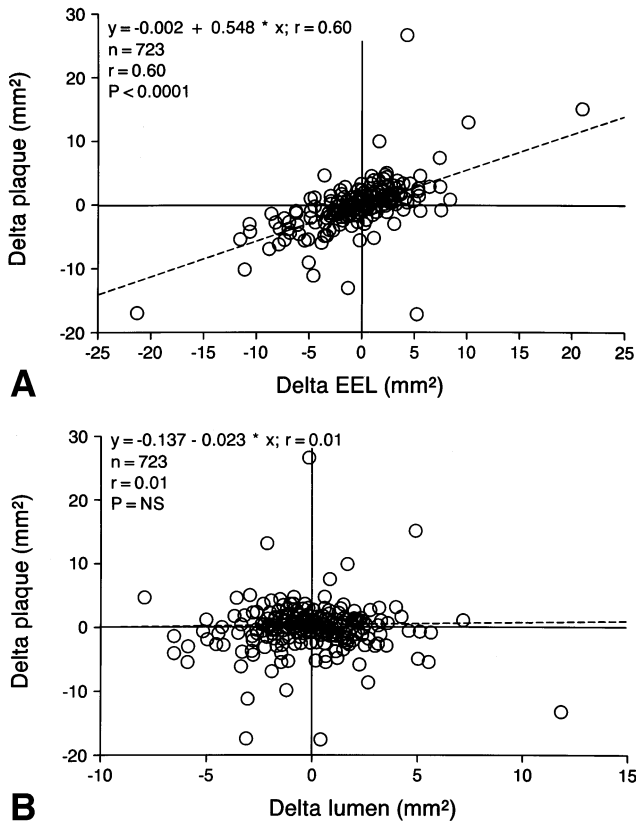 y = -0.002 + 0.548 * x; r = 0.60
n = 723
r = 0.60
P < 0.0001
30
20
10
0
-10
-20
Delta plaque (mm²)
-25 -20 -15 -10 -5 0 5 10 15 20 25
Delta EEL (mm²)
A
y = -0.137 - 0.023 * x; r = 0.01
n = 723
r = 0.01
P = NS
30
20
10
0
-10
-20
Delta plaque (mm²)
-10 -5 0 5 10 15
Delta lumen (mm²)
B